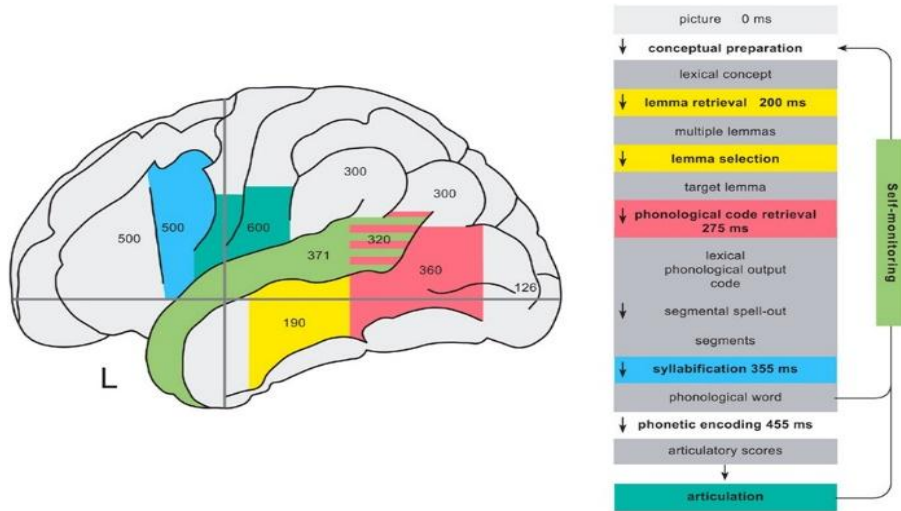 300
300
500
500
600
371
320
360
126
190
L
picture 0 ms
conceptual preparation
lexical concept
lemma retrieval 200 ms
multiple lemmas
lemma selection
target lemma
phonological code retrieval
275 ms
lexical
phonological output
code
segmental spell-out
segments
syllabification 355 ms
phonological word
phonetic encoding 455 ms
articulatory scores
articulation
Self-monitoring